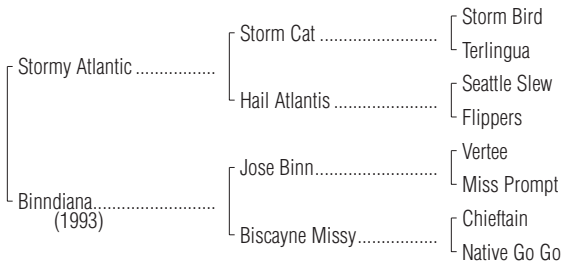 Storm Bird
Storm Cat ........................
Terlingua
Stormy Atlantic ................
Seattle Slew
Hail Atlantis .....................
Flippers
Vertee
Jose Binn.........................
Miss Prompt
Binndiana.........................
(1993)
Chieftain
Biscayne Missy................
Native Go Go